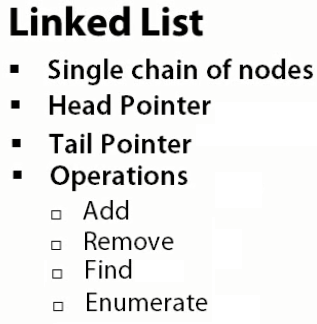 Linked List
▪ Single chain of nodes
▪ Head Pointer
▪ Tail Pointer
▪ Operations
▫ Add
▫ Remove
▫ Find
▫ Enumerate